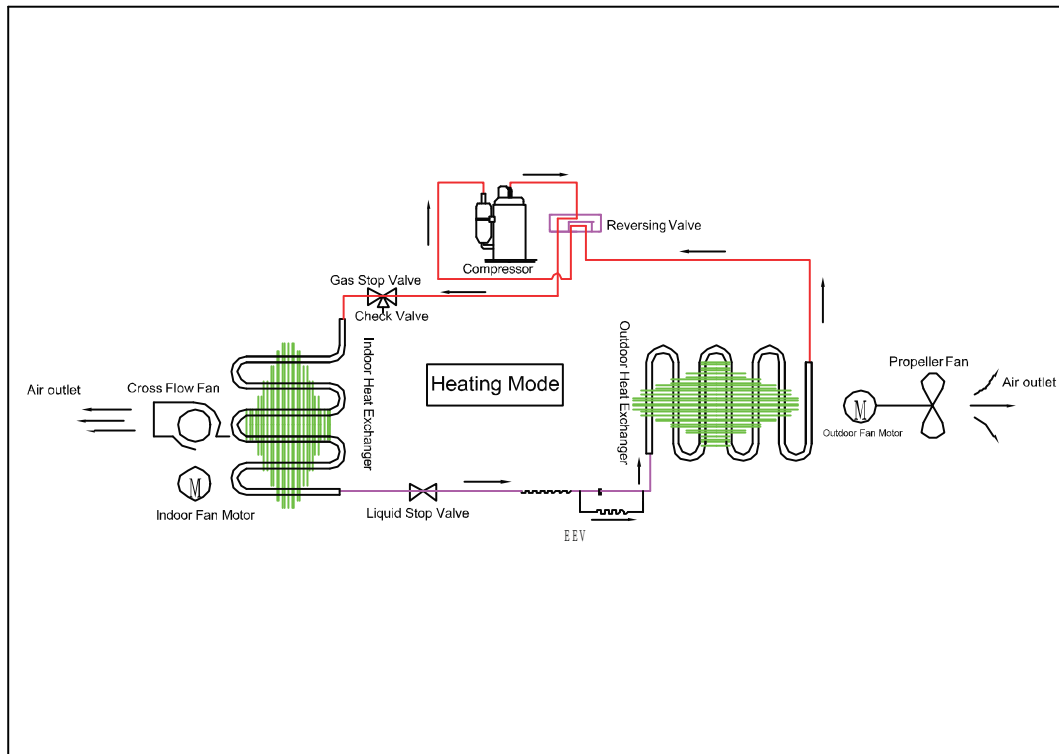 Reversing Valve
Compressor
Gas Stop Valve
Check Valve
Indoor Heat Exchanger
Outdoor Heat Exchanger
Heating Mode
Air outlet
Cross Flow Fan
Propeller Fan
Air outlet
M
Outdoor Fan Motor
M
Indoor Fan Motor
Liquid Stop Valve
EEV